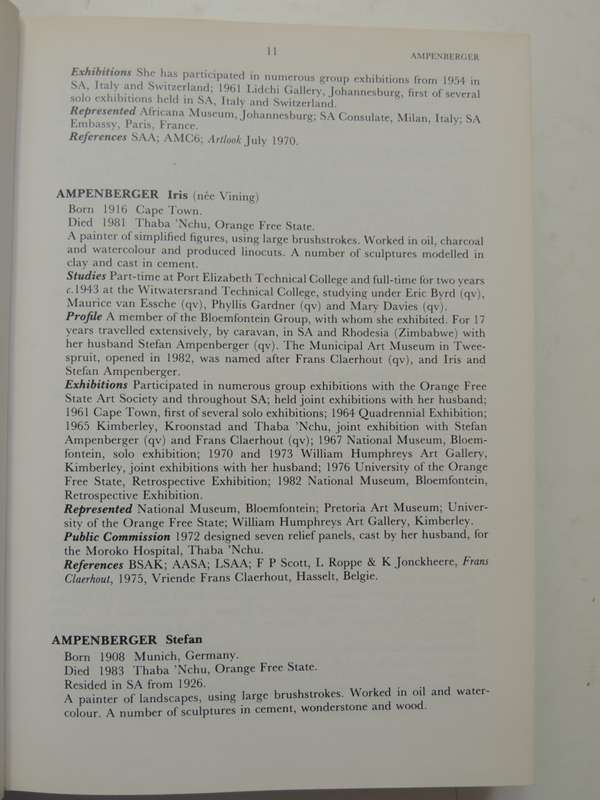 11
AMPENBERGER
Exhibitions She has participated in numerous group exhibitions from 1954 in
SA, Italy and Switzerland; 1961 Lidchi Gallery, Johannesburg, first of several
solo exhibitions held in SA, Italy and Switzerland.
Represented Africana Museum, Johannesburg; SA Consulate, Milan, Italy; SA
Embassy, Paris, France.
References SAA; AMC6; Artlook July 1970.
AMPENBERGER Iris (née Vining)
Born 1916 Cape Town.
Died 1981 Thaba 'Nchu, Orange Free State.
A painter of simplified figures, using large brushstrokes. Worked in oil, charcoal
and watercolour and produced linocuts. A number of sculptures modelled in
clay and cast in cement.
Studies Part-time at Port Elizabeth Technical College and full-time for two years
c.1943 at the Witwatersrand Technical College, studying under Eric Byrd (qv),
Maurice van Essche (qv), Phyllis Gardner (qv) and Mary Davies (qv).
Profile A member of the Bloemfontein Group, with whom she exhibited. For 17
years travelled extensively, by caravan, in SA and Rhodesia (Zimbabwe) with
her husband Stefan Ampenberger (qv). The Municipal Art Museum in Twee-
spruit, opened in 1982, was named after Frans Claerhout (qv), and Iris and
Stefan Ampenberger.
Exhibitions Participated in numerous group exhibitions with the Orange Free
State Art Society and throughout SA; held joint exhibitions with her husband;
1961 Cape Town, first of several solo exhibitions; 1964 Quadrennial Exhibition;
1965 Kimberley, Kroonstad and Thaba 'Nchu, joint exhibition with Stefan
Ampenberger (qv) and Frans Claerhout (qv); 1967 National Museum, Bloem-
fontein, solo exhibition; 1970 and 1973 William Humphreys Art Gallery,
Kimberley, joint exhibitions with her husband; 1976 University of the Orange
Free State, Retrospective Exhibition; 1982 National Museum, Bloemfontein,
Retrospective Exhibition.
Represented National Museum, Bloemfontein; Pretoria Art Museum; Univer-
sity of the Orange Free State; William Humphreys Art Gallery, Kimberley.
Public Commission 1972 designed seven relief panels, cast by her husband, for
the Moroko Hospital, Thaba 'Nchu.
References BSAK; AASA; LSAA; F P Scott, L Roppe & K Jonckheere, Frans
Claerhout, 1975, Vriende Frans Claerhout, Hasselt, Belgie.
AMPENBERGER Stefan
Born 1908 Munich, Germany.
Died 1983 Thaba 'Nchu, Orange Free State.
Resided in SA from 1926.
A painter of landscapes, using large brushstrokes. Worked in oil and water-
colour. A number of sculptures in cement, wonderstone and wood.